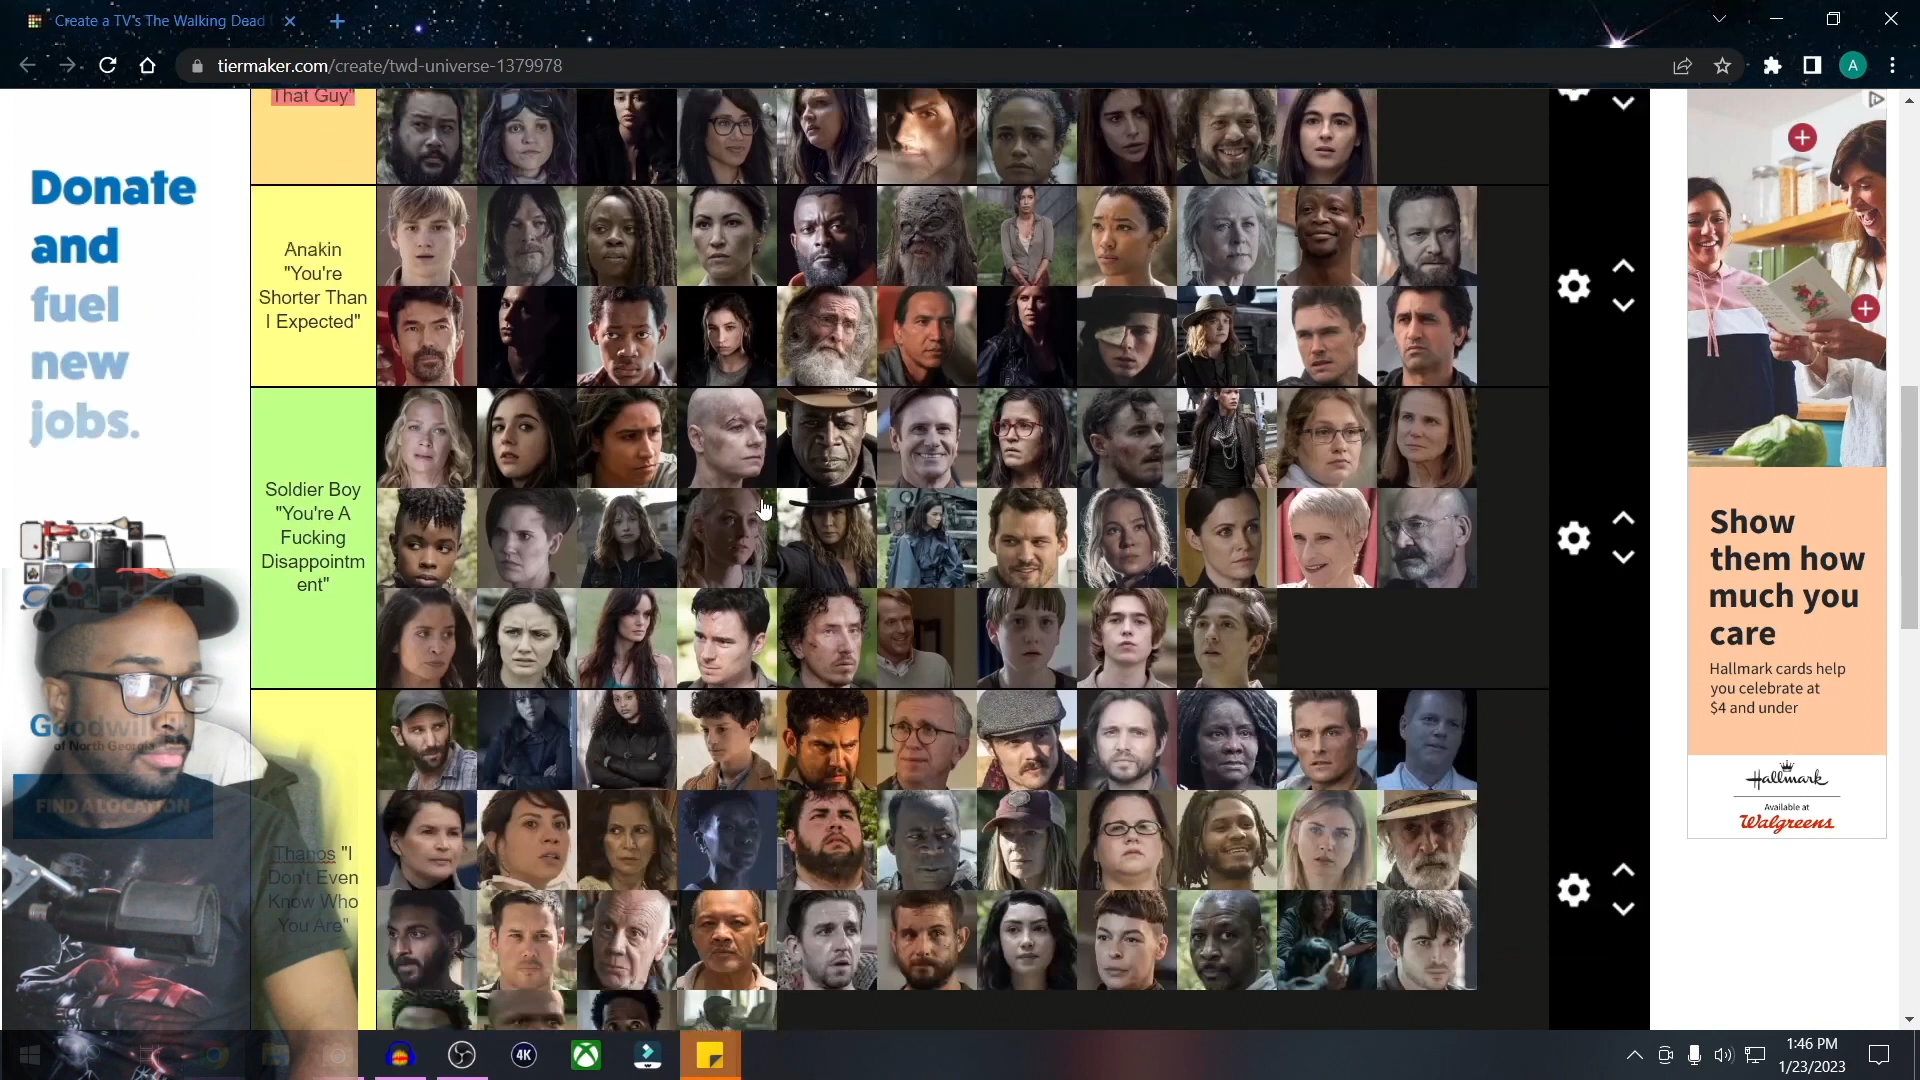 Create a TV's The Walking Dead
tiermaker.com/create/twd-universe-1379978
A
That Guy"
Anakin
"You're
Shorter Than
I Expected"
Soldier Boy
"You're A
Fucking
Disappointm
ent"
Thanos "I
Don't Even
Know Who
You Are"
Donate
and
fuel
new
jobs.
Goodwill
of North Georgia
FIND A LOCATION
Show
them how
much you
care
Hallmark cards help
you celebrate at
$4 and under
Hallmark
Available at
Walgreens
4K
1:46 PM
1/23/2023